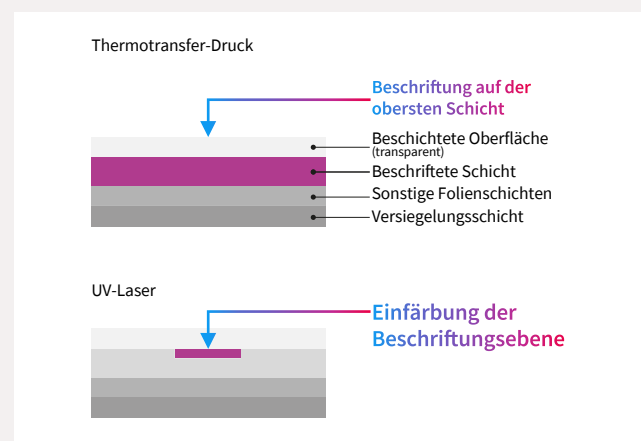 Thermotransfer-Druck
Beschriftung auf der
obersten Schicht
Beschichtete Oberfläche
(transparent)
Beschriftete Schicht
Sonstige Folienschichten
Versiegelungsschicht
UV-Laser
Einfärbung der
Beschriftungsebene